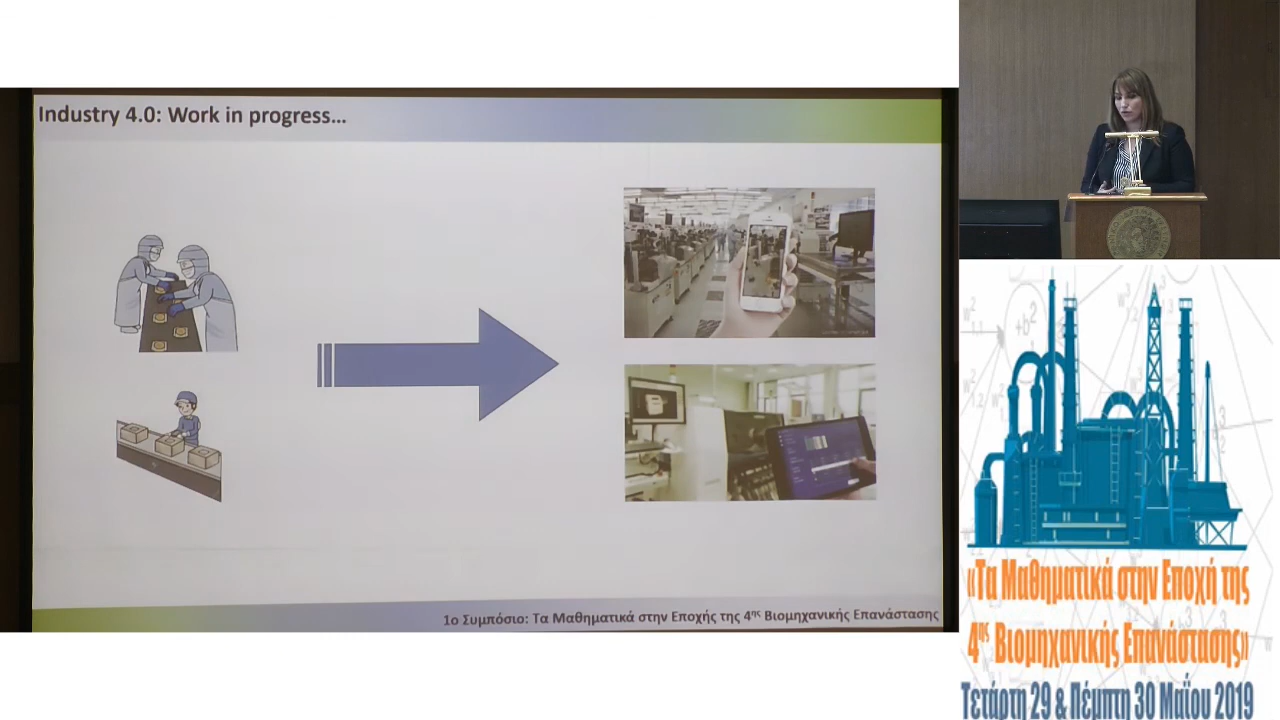 Industry 4.0: Work in progress...
1ο Συμπόσιο: Τα Μαθηματικά στην Εποχής της 4ης Βιομηχανικής Επανάστασης
«Τα Μαθηματικά στην Εποχή της
4ης Βιομηχανικής Επανάστασης»
Τετάρτη 29 & Πέμπτη 30 Μαΐου 2019